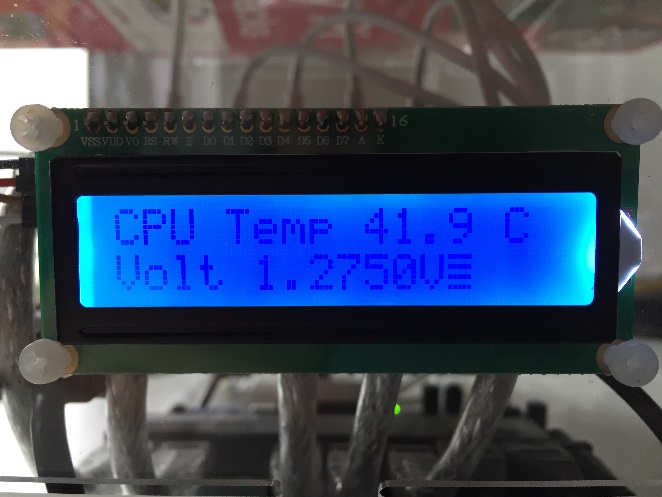 1 16
VSS VDD VO RS RW E D0 D1 D2 D3 D4 D5 D6 D7 A K
CPU Temp 41.9 C
Volt 1.2750V≡